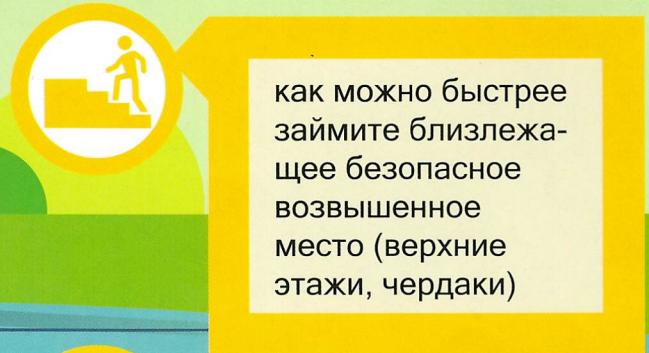 как можно быстрее
займите близлежа-
щее безопасное
возвышенное
место (верхние
этажи, чердаки)